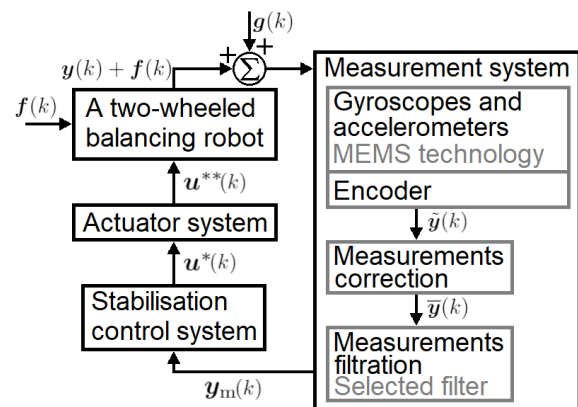 g(k)
+ +
y(k) + f(k)
Σ
Measurement system
f(k)
A two-wheeled
balancing robot
Gyroscopes and
accelerometers
MEMS technology
Encoder
u**(k)
Actuator system
ỹ(k)
u*(k)
Measurements
correction
Stabilisation
control system
y̅(k)
Measurements
filtration
Selected filter
yₘ(k)